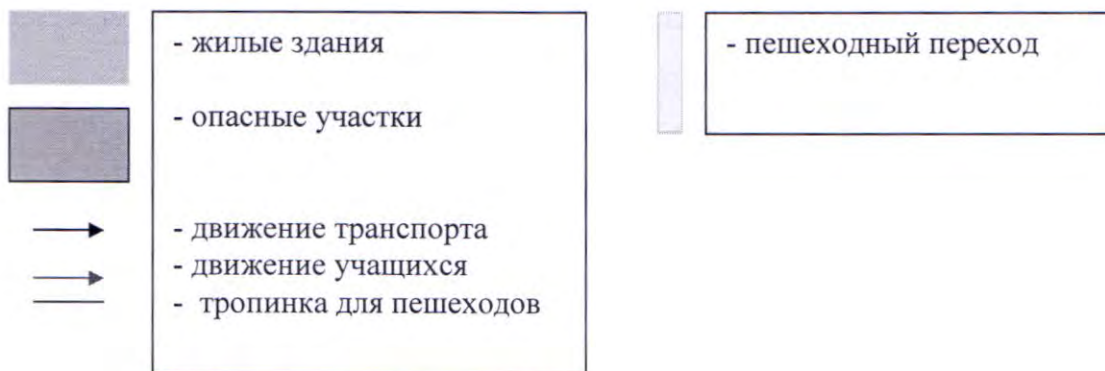 - жилые здания
- пешеходный переход
- опасные участки
- движение транспорта
- движение учащихся
- тропинка для пешеходов